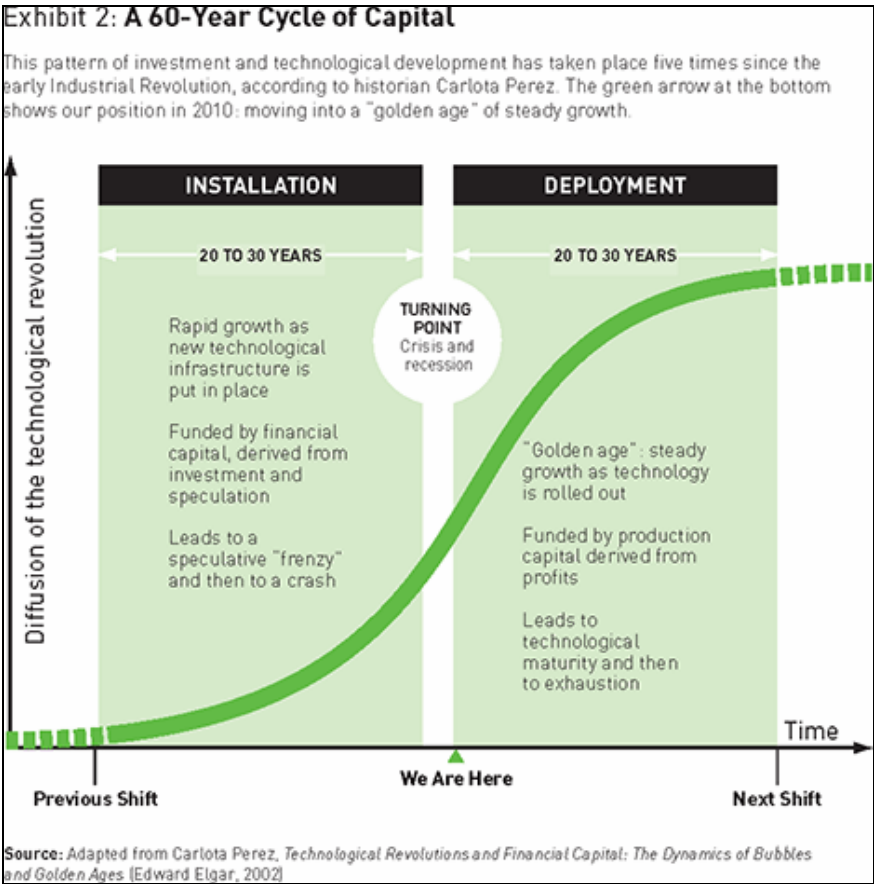 Exhibit 2: A 60-Year Cycle of Capital
This pattern of investment and technological development has taken place five times since the
early Industrial Revolution, according to historian Carlota Perez. The green arrow at the bottom
shows our position in 2010: moving into a "golden age" of steady growth.
Diffusion of the technological revolution
INSTALLATION
20 TO 30 YEARS
Rapid growth as
new technological
infrastructure is
put in place
Funded by financial
capital, derived from
investment and
speculation
Leads to a
speculative "frenzy"
and then to a crash
TURNING
POINT
Crisis and
recession
DEPLOYMENT
20 TO 30 YEARS
"Golden age": steady
growth as technology
is rolled out
Funded by production
capital derived from
profits
Leads to
technological
maturity and then
to exhaustion
Time
Previous Shift
We Are Here
Next Shift
Source: Adapted from Carlota Perez, Technological Revolutions and Financial Capital: The Dynamics of Bubbles
and Golden Ages (Edward Elgar, 2002)